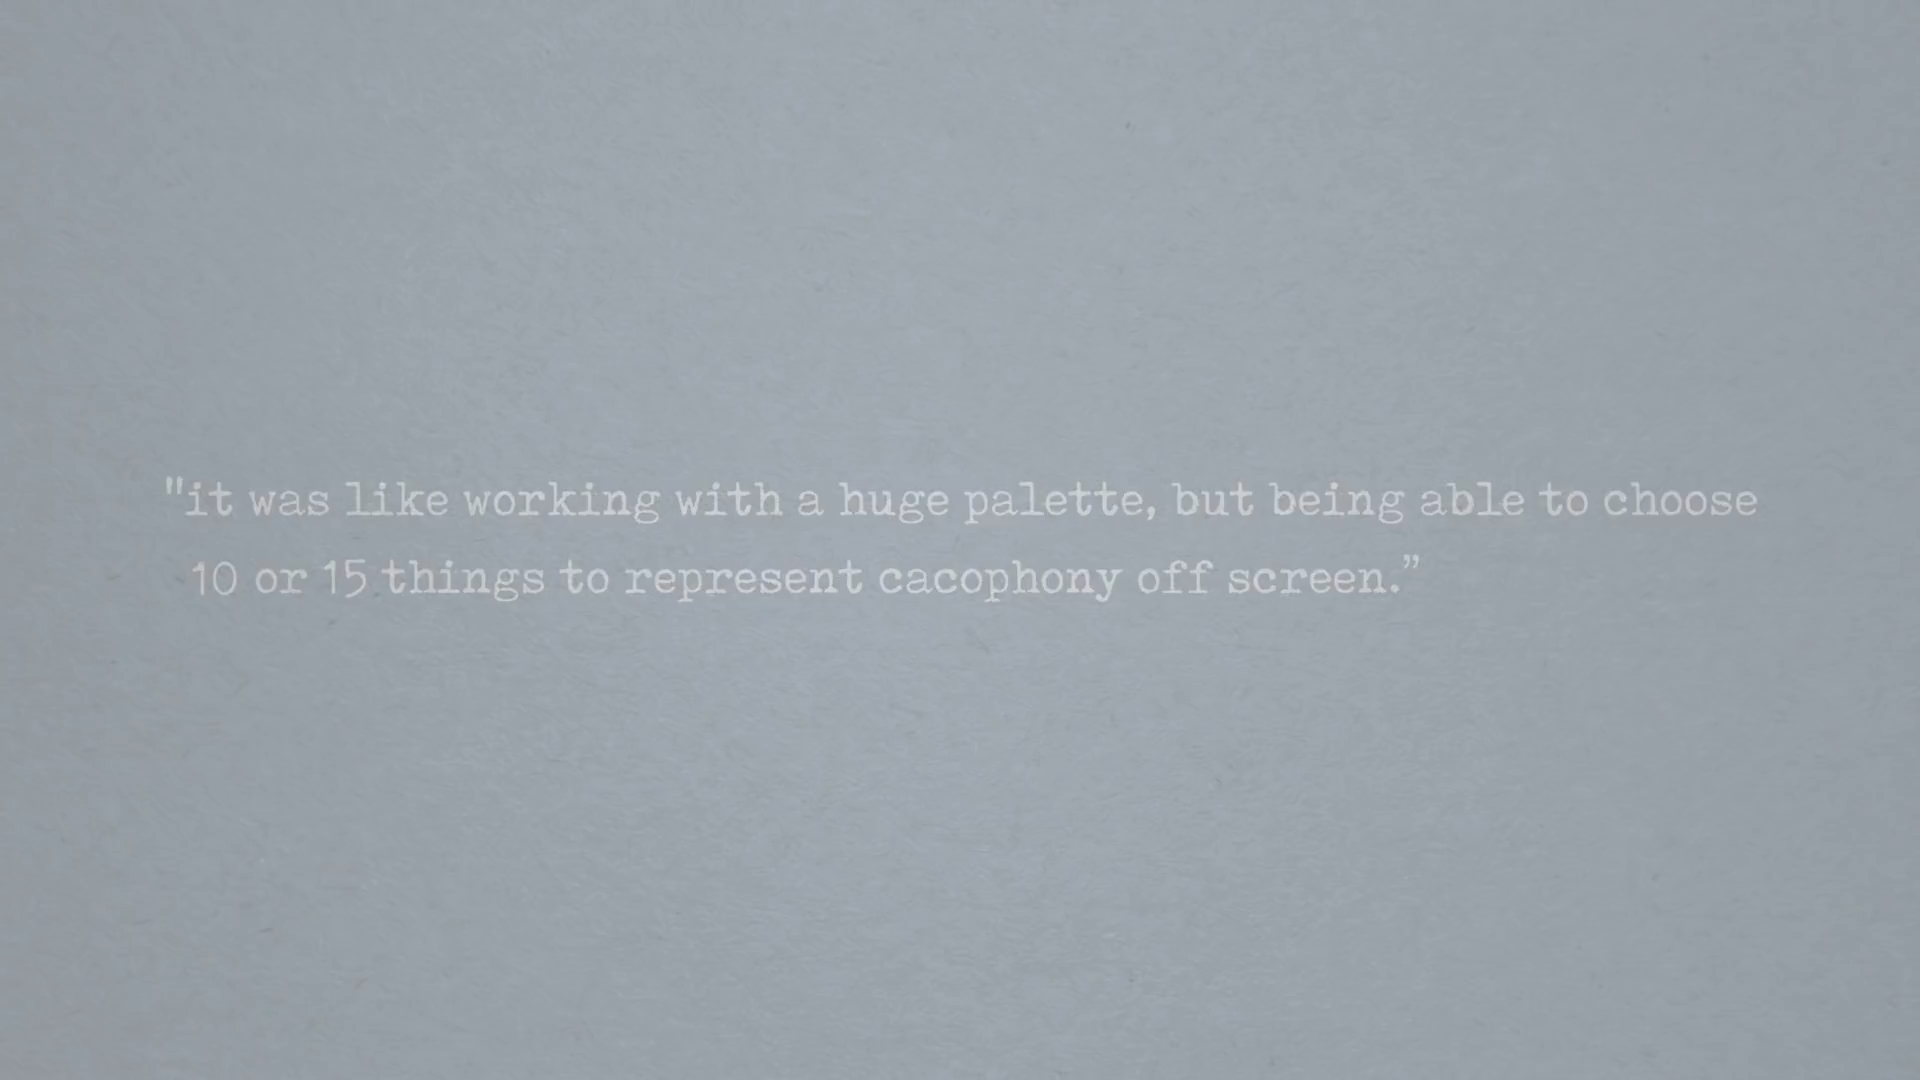 "it was like working with a huge palette, but being able to choose
10 or 15 things to represent cacophony off screen.”